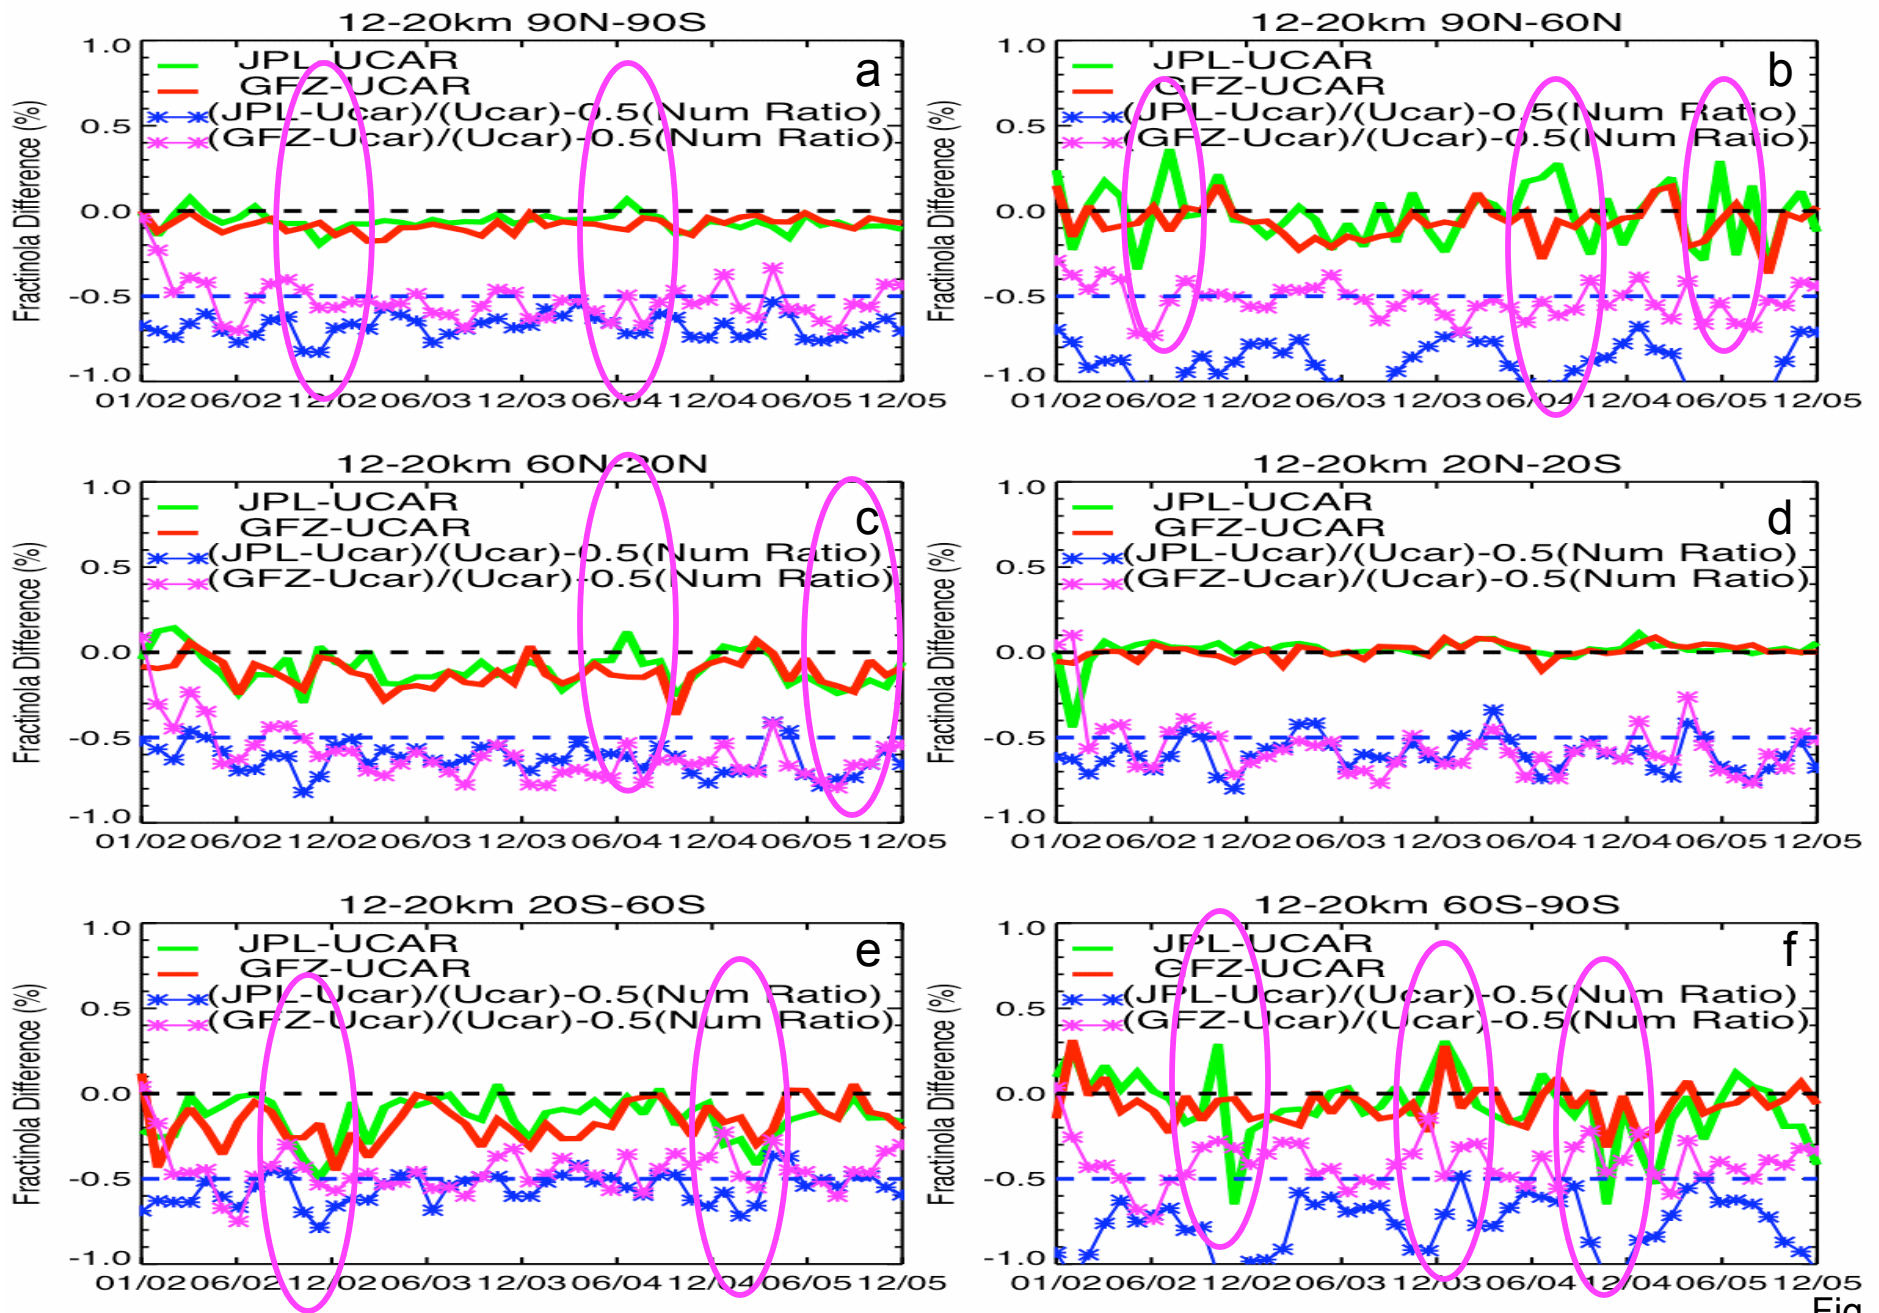 12-20km 90N-90S
1.0
0.5
0.0
-0.5
-1.0
Fractinola Difference (%)
JPL-UCAR
GFZ-UCAR
(JPL-Ucar)/(Ucar)-0.5(Num Ratio)
(GFZ-Ucar)/(Ucar)-0.5(Num Ratio)
a
01/02 06/02 12/02 06/03 12/03 06/04 12/04 06/05 12/05
12-20km 90N-60N
1.0
0.5
0.0
-0.5
-1.0
Fractinola Difference (%)
JPL-UCAR
GFZ-UCAR
(JPL-Ucar)/(Ucar)-0.5(Num Ratio)
(GFZ-Ucar)/(Ucar)-0.5(Num Ratio)
b
01/02 06/02 12/02 06/03 12/03 06/04 12/04 06/05 12/05
12-20km 60N-20N
1.0
0.5
0.0
-0.5
-1.0
Fractinola Difference (%)
JPL-UCAR
GFZ-UCAR
(JPL-Ucar)/(Ucar)-0.5(Num Ratio)
(GFZ-Ucar)/(Ucar)-0.5(Num Ratio)
c
01/02 06/02 12/02 06/03 12/03 06/04 12/04 06/05 12/05
12-20km 20N-20S
1.0
0.5
0.0
-0.5
-1.0
Fractinola Difference (%)
JPL-UCAR
GFZ-UCAR
(JPL-Ucar)/(Ucar)-0.5(Num Ratio)
(GFZ-Ucar)/(Ucar)-0.5(Num Ratio)
d
01/02 06/02 12/02 06/03 12/03 06/04 12/04 06/05 12/05
12-20km 20S-60S
1.0
0.5
0.0
-0.5
-1.0
Fractinola Difference (%)
JPL-UCAR
GFZ-UCAR
(JPL-Ucar)/(Ucar)-0.5(Num Ratio)
(GFZ-Ucar)/(Ucar)-0.5(Num Ratio)
e
01/02 06/02 12/02 06/03 12/03 06/04 12/04 06/05 12/05
12-20km 60S-90S
1.0
0.5
0.0
-0.5
-1.0
Fractinola Difference (%)
JPL-UCAR
GFZ-UCAR
(JPL-Ucar)/(Ucar)-0.5(Num Ratio)
(GFZ-Ucar)/(Ucar)-0.5(Num Ratio)
f
01/02 06/02 12/02 06/03 12/03 06/04 12/04 06/05 12/05
Fig